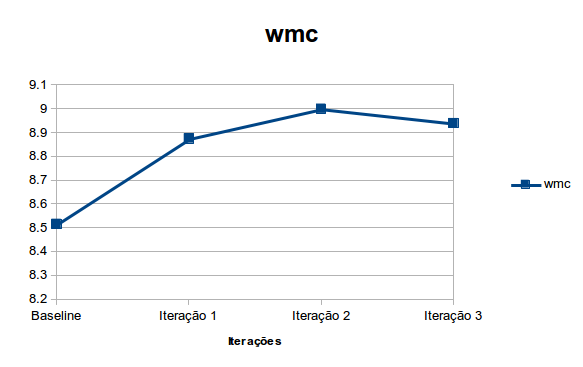 wmc
9.1
9
8.9
8.8
8.7
8.6
8.5
8.4
8.3
8.2
Baseline Iteração 1 Iteração 2 Iteração 3
Iterações
wmc